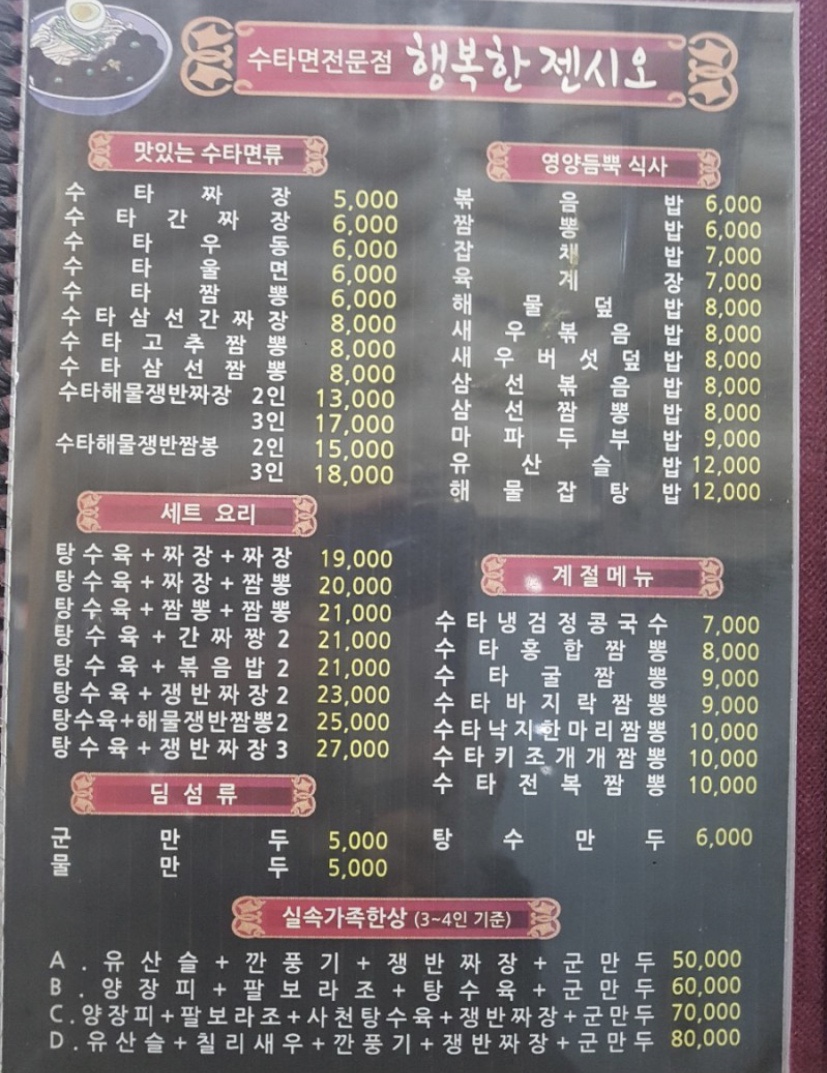 수타면전문점 행복한 젠시오
맛있는 수타면류
수타짜장 5,000
수타간짜장 6,000
수타우동 6,000
수타울면 6,000
수타짬뽕 6,000
수타삼선간짜장 8,000
수타고추짬뽕 8,000
수타삼선짬뽕 8,000
수타해물쟁반짜장 2인 13,000
3인 17,000
수타해물쟁반짬봉 2인 15,000
3인 18,000
세트 요리
탕수육+짜장+짜장 19,000
탕수육+짜장+짬뽕 20,000
탕수육+짬뽕+짬뽕 21,000
탕수육+간짜짱2 21,000
탕수육+볶음밥2 21,000
탕수육+쟁반짜장2 23,000
탕수육+해물쟁반짬뽕2 25,000
탕수육+쟁반짜장3 27,000
딤섬류
군만두 5,000
물만두 5,000
영양듬뿍 식사
볶음밥 6,000
짬뽕밥 6,000
잡채밥 7,000
육계장 7,000
해물덮밥 8,000
새우볶음밥 8,000
새우버섯덮밥 8,000
삼선볶음밥 8,000
삼선짬뽕밥 8,000
마파두부밥 9,000
유산슬밥 12,000
해물잡탕밥 12,000
계절메뉴
수타냉검정콩국수 7,000
수타홍합짬뽕 8,000
수타굴짬뽕 9,000
수타바지락짬뽕 9,000
수타낙지한마리짬뽕 10,000
수타키조개개짬뽕 10,000
수타전복짬뽕 10,000
탕수만두 6,000
실속가족한상 (3~4인 기준)
A.유산슬+깐풍기+쟁반짜장+군만두 50,000
B.양장피+팔보라조+탕수육+군만두 60,000
C.양장피+팔보라조+사천탕수육+쟁반짜장+군만두 70,000
D.유산슬+칠리새우+깐풍기+쟁반짜장+군만두 80,000